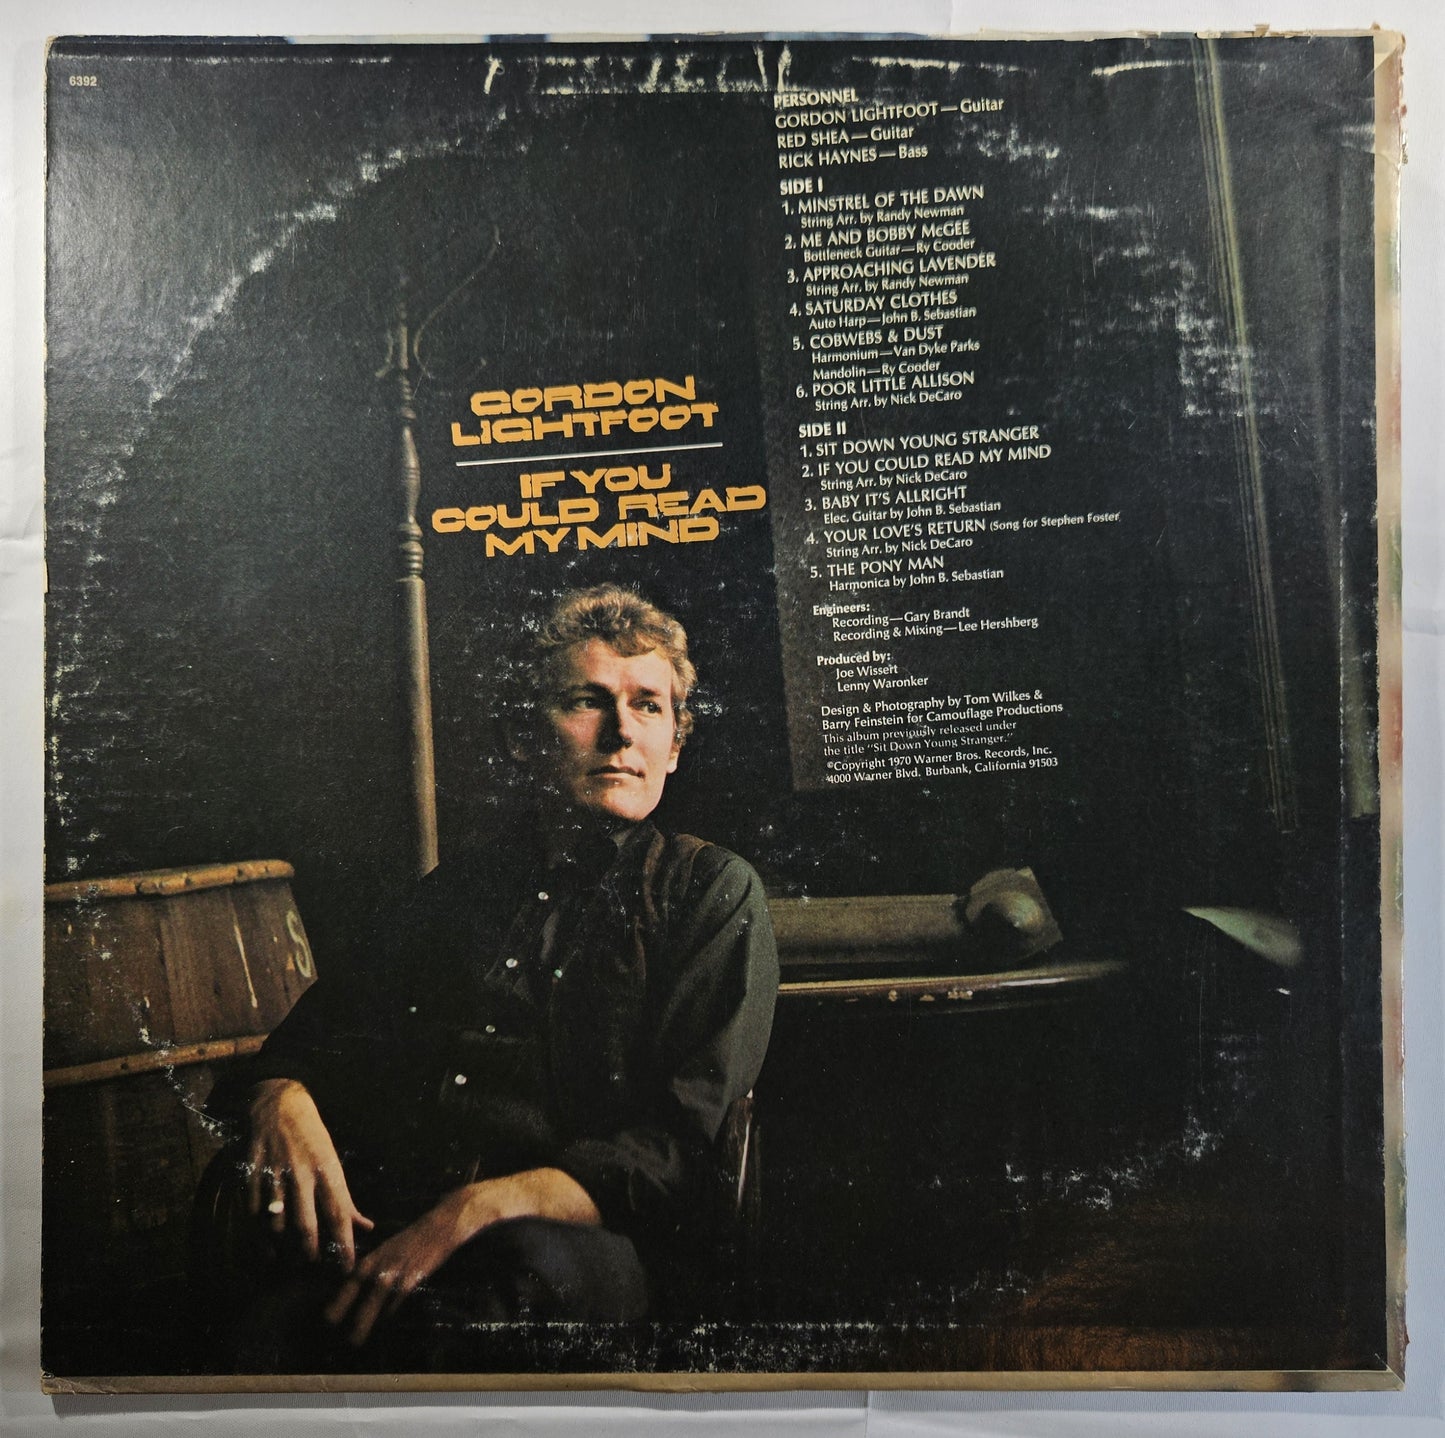 6392
PERSONNEL
GORDON LIGHTFOOT—Guitar
RED SHEA—Guitar
RICK HAYNES—Bass
SIDE I
1. MINSTREL OF THE DAWN
String Arr. by Randy Newman
2. ME AND BOBBY McGEE
Bottleneck Guitar—Ry Cooder
3. APPROACHING LAVENDER
String Arr. by Randy Newman
4. SATURDAY CLOTHES
Auto Harp—John B. Sebastian
5. COBWEBS & DUST
Harmonium—Van Dyke Parks
Mandolin—Ry Cooder
6. POOR LITTLE ALLISON
String Arr. by Nick DeCaro
SIDE II
1. SIT DOWN YOUNG STRANGER
2. IF YOU COULD READ MY MIND
String Arr. by Nick DeCaro
3. BABY IT'S ALLRIGHT
Elec. Guitar by John B. Sebastian
4. YOUR LOVE'S RETURN (Song for Stephen Foster
String Arr. by Nick DeCaro
5. THE PONY MAN
Harmonica by John B. Sebastian
Engineers:
Recording—Gary Brandt
Recording & Mixing—Lee Hershberg
Produced by:
Joe Wissert
Lenny Waronker
Design & Photography by Tom Wilkes &
Barry Feinstein for Camouflage Productions
This album previously released under
the title "Sit Down Young Stranger."
©Copyright 1970 Warner Bros. Records, Inc.
4000 Warner Blvd. Burbank, California 91503
GORDON
LIGHTFOOT
IF YOU
COULD READ
MY MIND
S